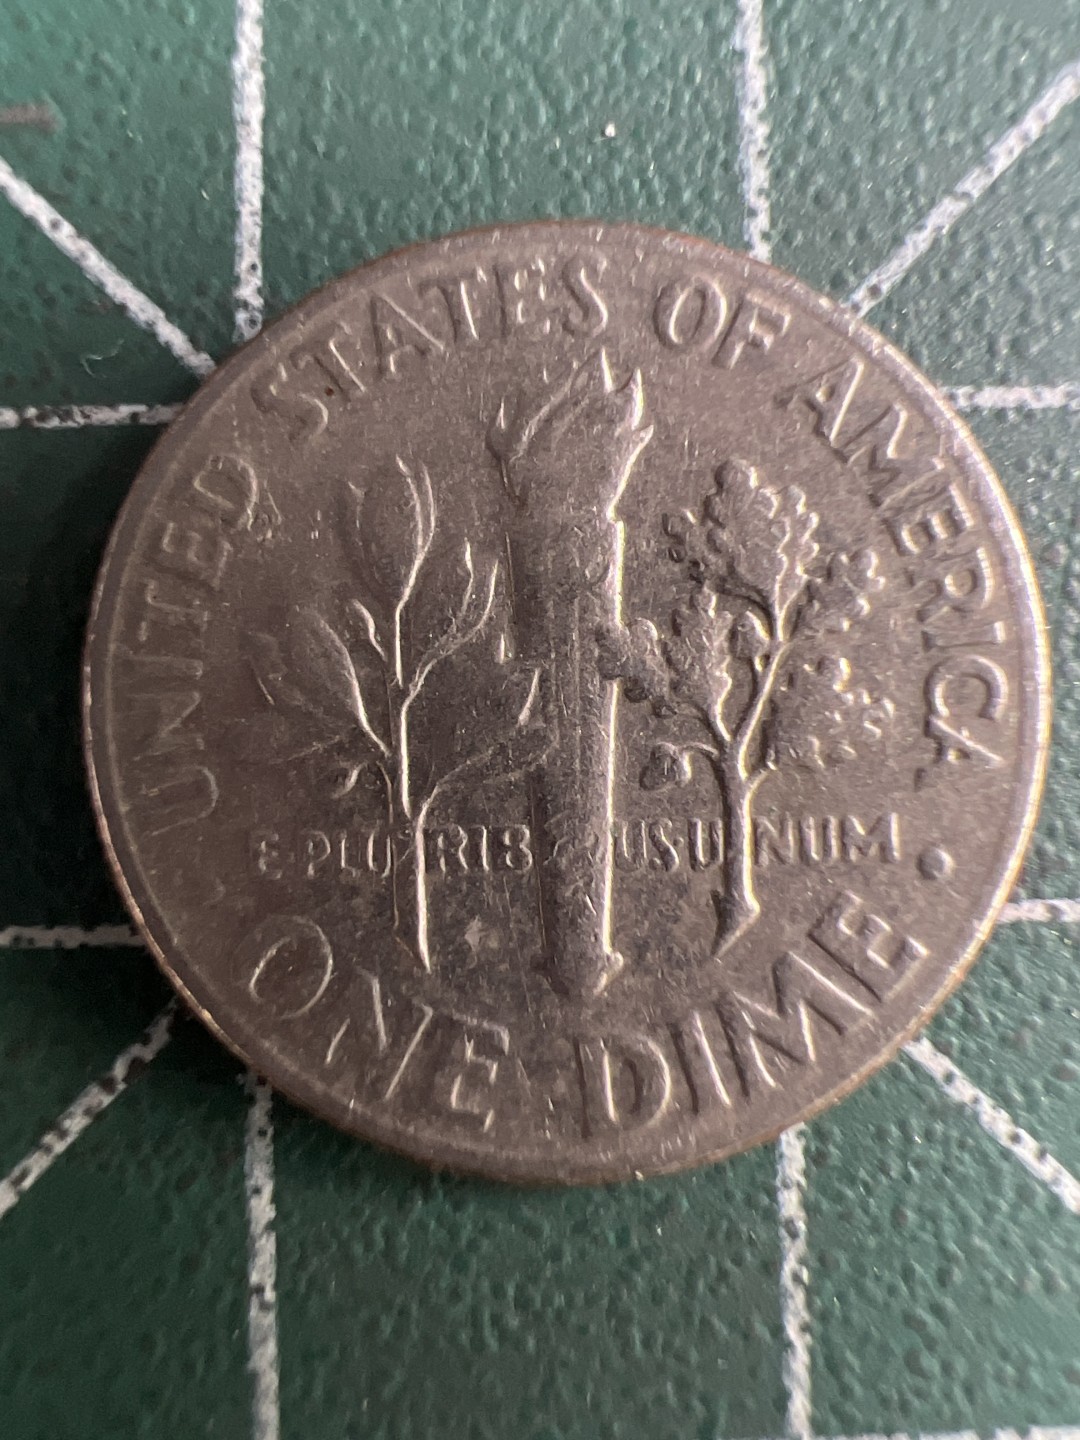 UNITED STATES OF AMERICA
E PLURIBUS UNUM
ONE DIME